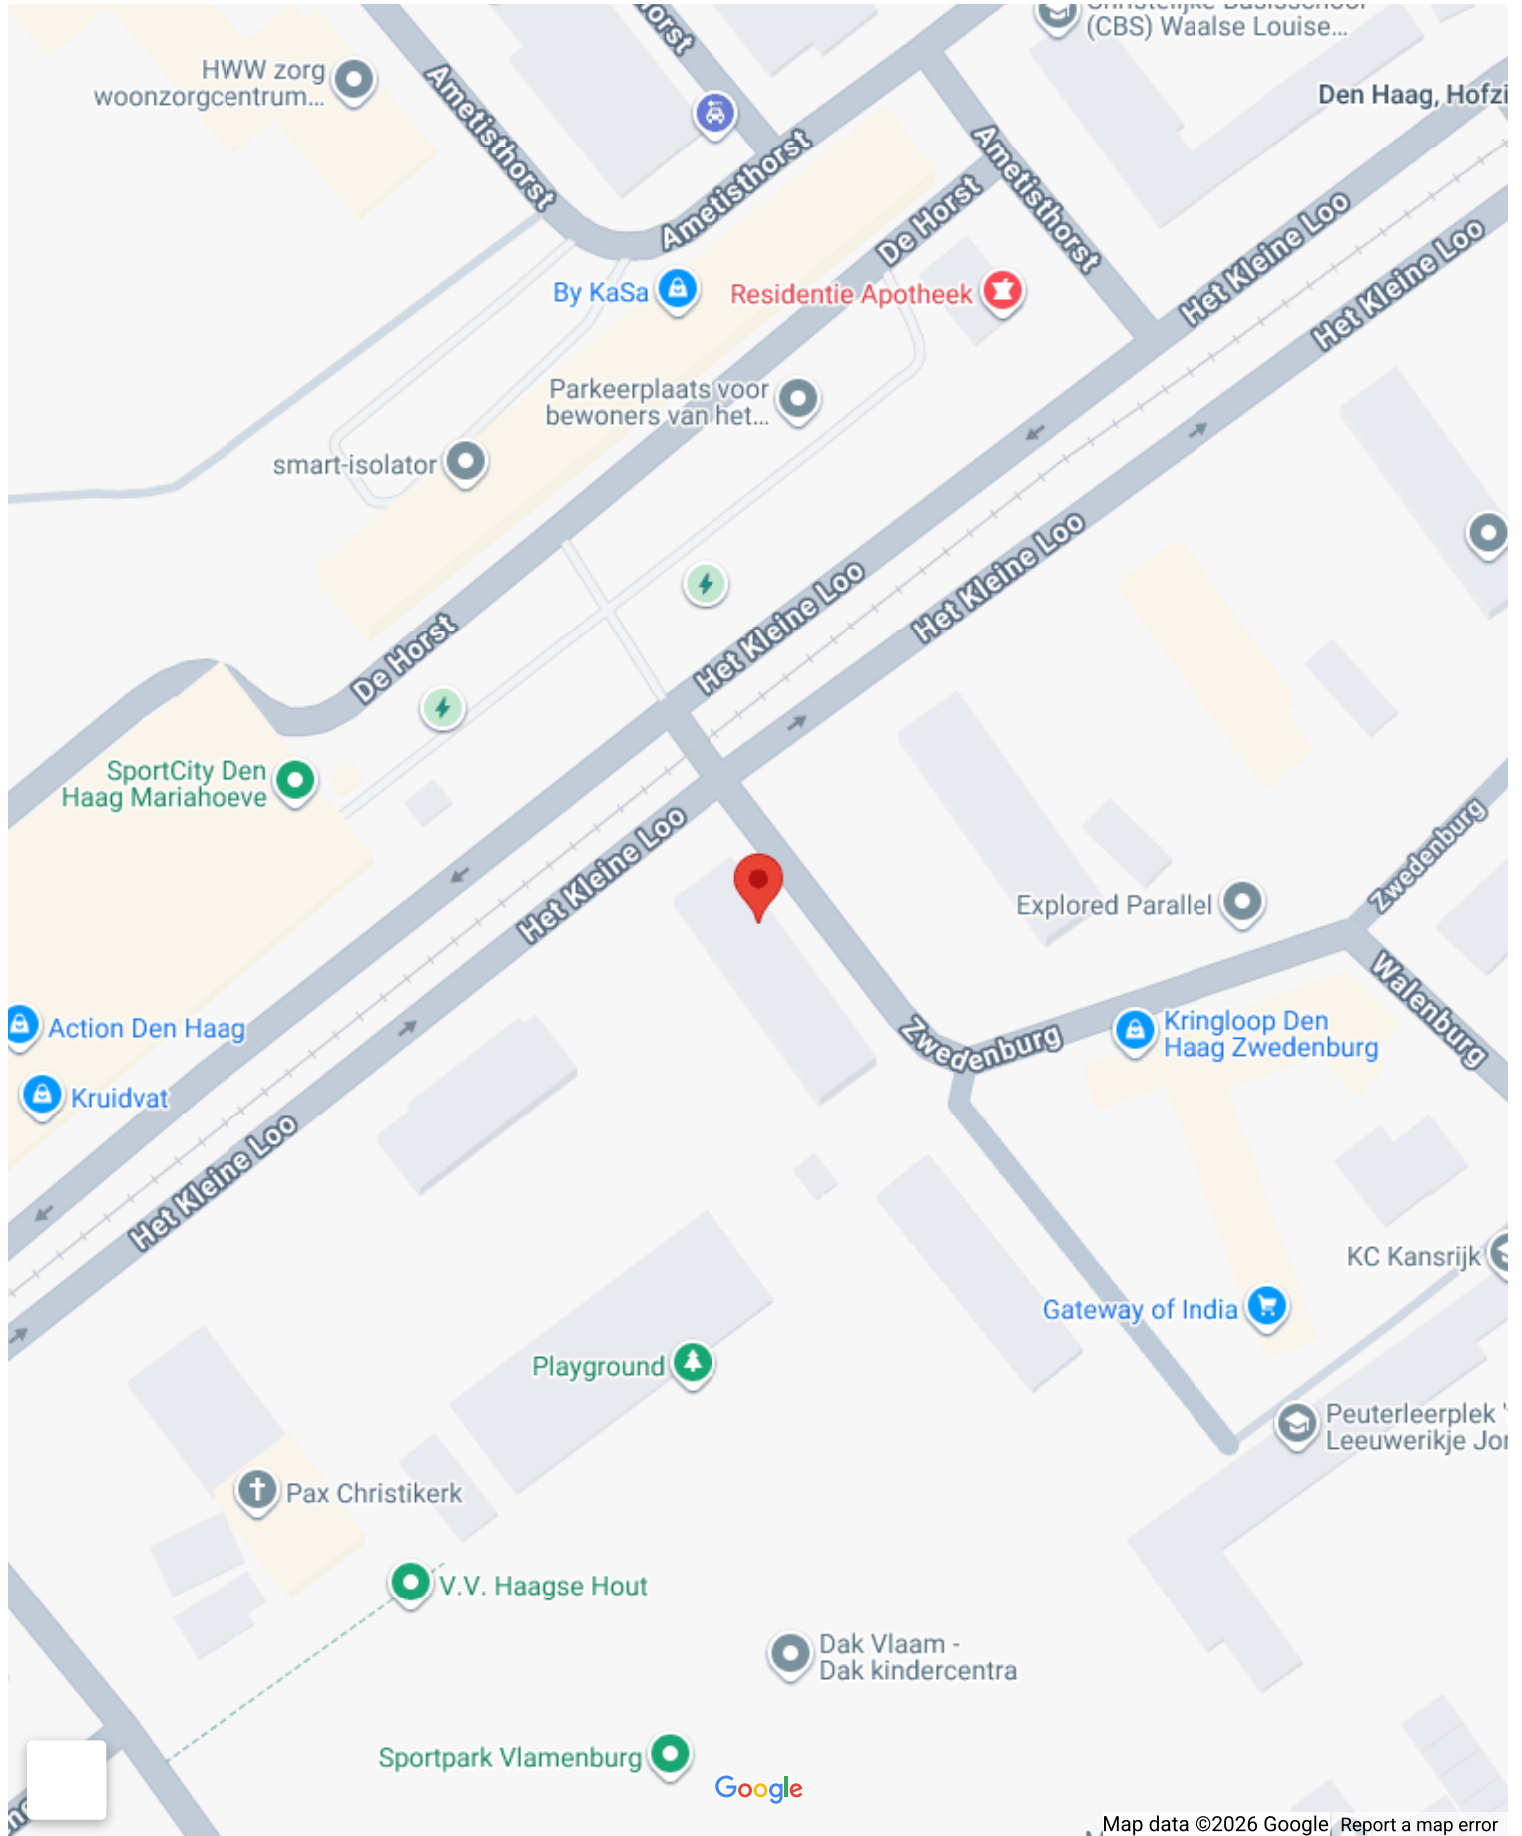 (CBS) Waalse Louise...
HWW zorg
woonzorgcentrum...
Den Haag, Hofzi
Ametisthorst
Ametisthorst
Ametisthorst
De Horst
Het Kleine Loo
Het Kleine Loo
By KaSa
Residentie Apotheek
Parkeerplaats voor
bewoners van het...
smart-isolator
Het Kleine Loo
Het Kleine Loo
De Horst
SportCity Den
Haag Mariahoeve
Het Kleine Loo
Zwedenburg
Explored Parallel
Action Den Haag
Kringloop Den
Haag Zwedenburg
Zwedenburg
Walenburg
Kruidvat
Het Kleine Loo
KC Kansrijk
Gateway of India
Playground
Peuterleerplek '
Leeuwerikje Jor
Pax Christikerk
V.V. Haagse Hout
Dak Vlaam -
Dak kindercentra
Sportpark Vlamenburg
Google
Map data ©2026 Google
Report a map error